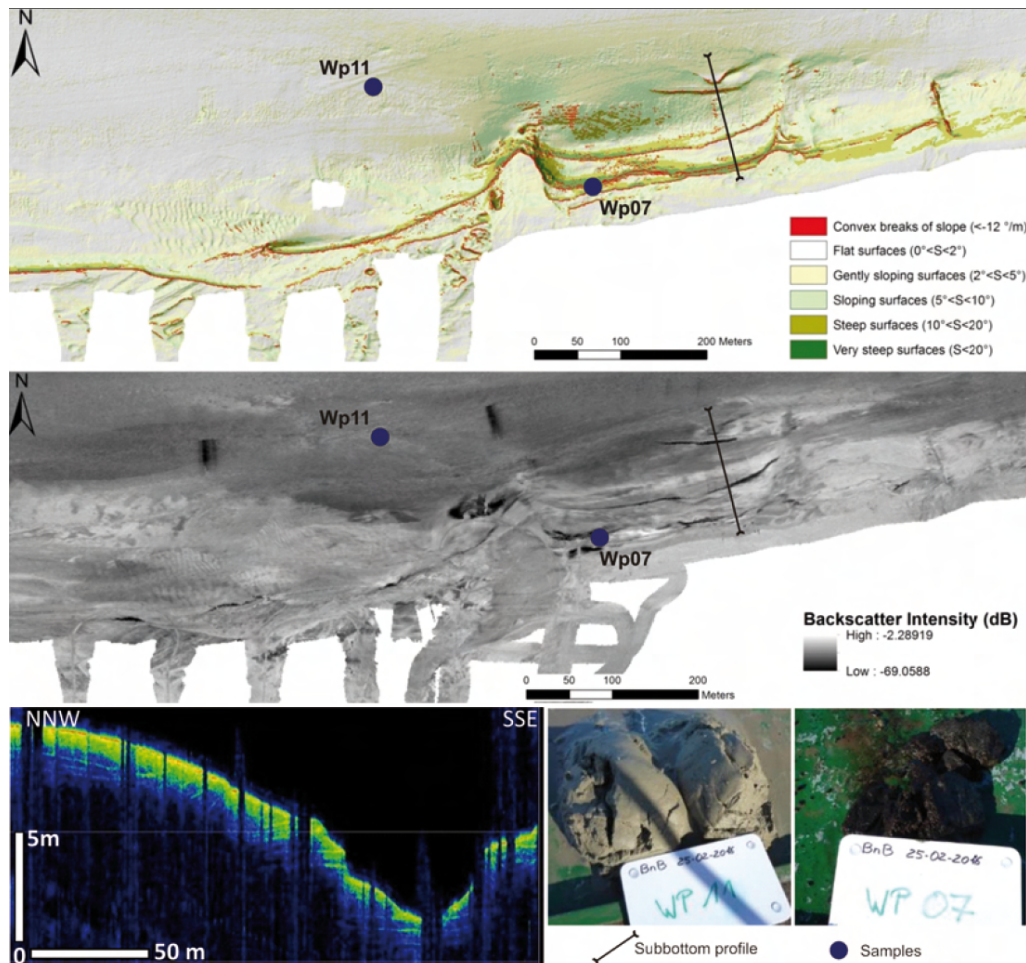 N
Wp11
Wp07
Convex breaks of slope (<-12 °/m)
Flat surfaces (0°<S<2°)
Gently sloping surfaces (2°<S<5°)
Sloping surfaces (5°<S<10°)
Steep surfaces (10°<S<20°)
Very steep surfaces (S<20°)
0 50 100 200 Meters
N
Wp11
Wp07
Backscatter Intensity (dB)
High : -2.28919
Low : -69.0588
0 50 100 200
Meters
NNW SSE
5m
0
50 m
BnB 25-02-2016
WP 11
BnB 25-02-2016
WP 07
Subbottom profile
Samples